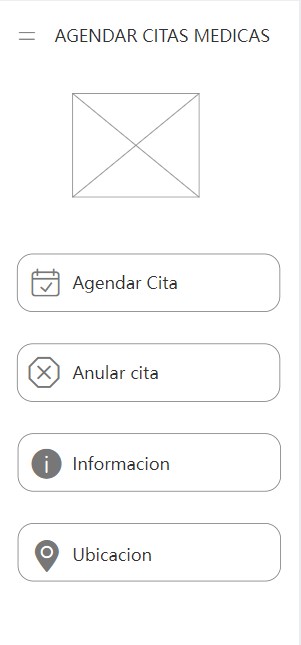 AGENDAR CITAS MEDICAS
Agendar Cita
Anular cita
Informacion
Ubicacion